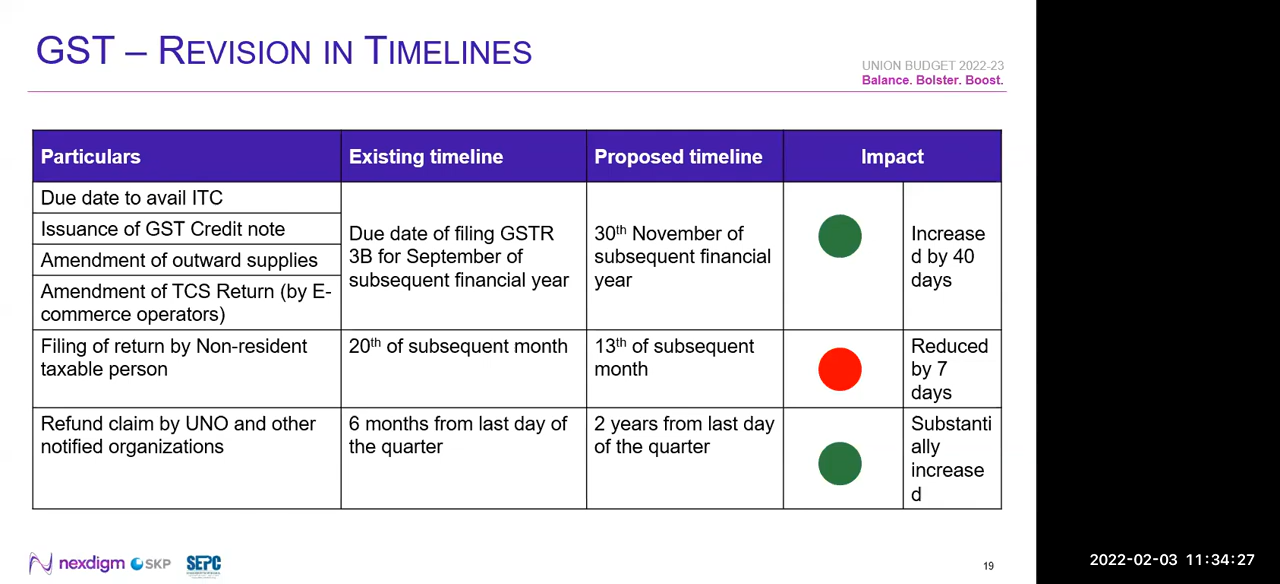 GST – REVISION IN TIMELINES
UNION BUDGET 2022-23
Balance. Bolster. Boost.
Particulars
Existing timeline
Proposed timeline
Impact
Due date to avail ITC
Issuance of GST Credit note
Amendment of outward supplies
Amendment of TCS Return (by E-
commerce operators)
Due date of filing GSTR
3B for September of
subsequent financial year
30th November of
subsequent financial
year
Increase
d by 40
days
Filing of return by Non-resident
taxable person
20th of subsequent month
13th of subsequent
month
Reduced
by 7
days
Refund claim by UNO and other
notified organizations
6 months from last day of
the quarter
2 years from last day
of the quarter
Substanti
ally
increase
d
nexdigm SKP
SEPC
19
2022-02-03 11:34:27